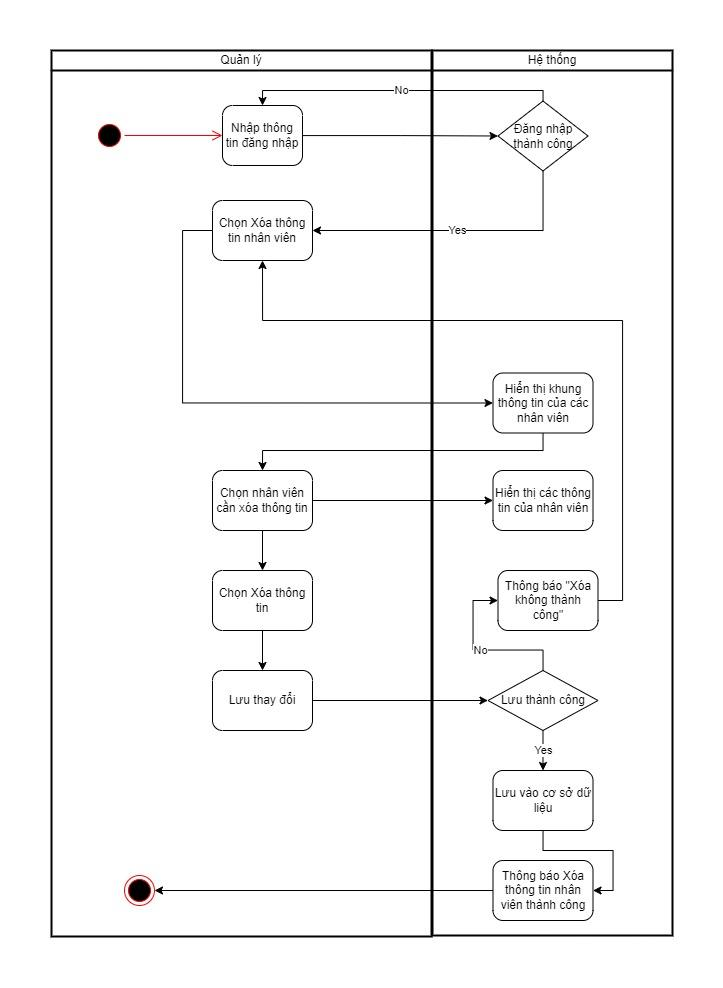 Quản lý
Hệ thống
No
Nhập thông
tin đăng nhập
Đăng nhập
thành công
Chọn Xóa thông
tin nhân viên
Yes
Hiển thị khung
thông tin của các
nhân viên
Chọn nhân viên
cần xóa thông tin
Hiển thị các thông
tin của nhân viên
Chọn Xóa thông
tin
Thông báo "Xóa
không thành
công"
No
Lưu thay đổi
Lưu thành công
Yes
Lưu vào cơ sở dữ
liệu
Thông báo Xóa
thông tin nhân
viên thành công